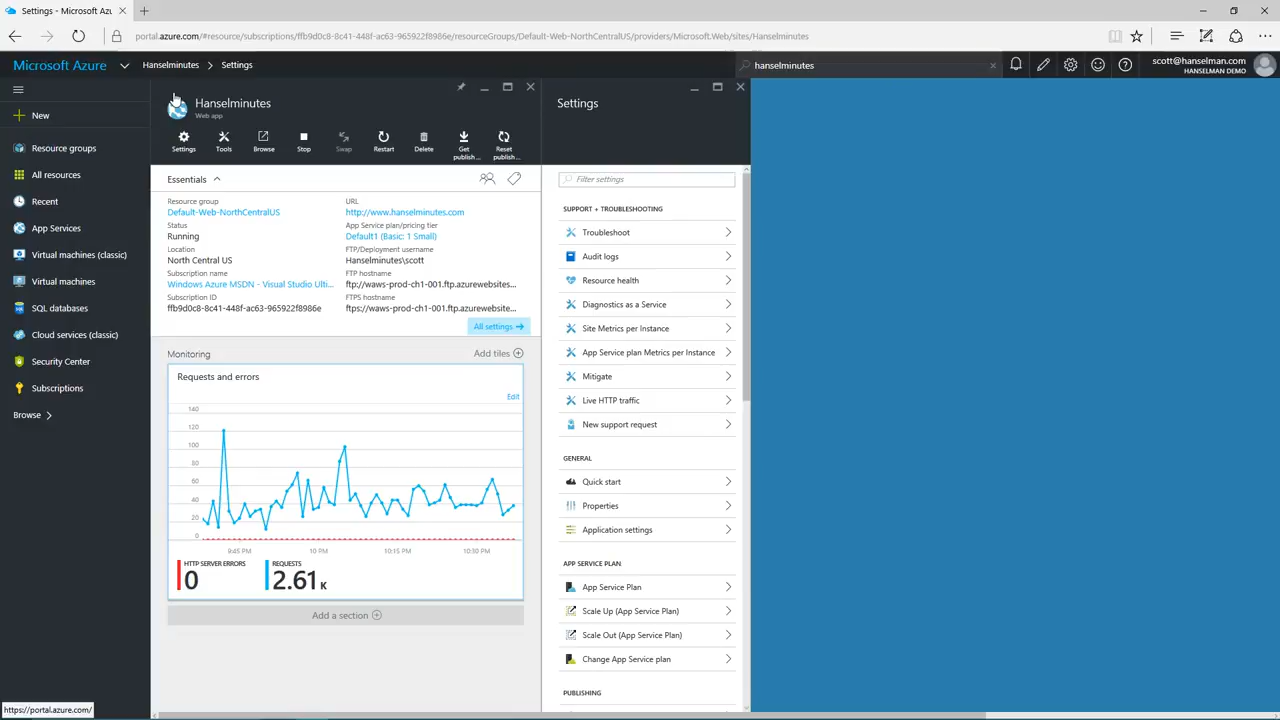 Settings - Microsoft Azu
portal.azure.com/#resource/subscriptions/ffb9d0c8-8c41-448f-ac63-965922f8986e/resourceGroups/Default-Web-NorthCentralUS/providers/Microsoft.Web/sites/Hanselminutes
Microsoft Azure
Hanselminutes > Settings
hanselminutes
scott@hanselman.com
HANSELMAN DEMO
New
Resource groups
All resources
Recent
App Services
Virtual machines (classic)
Virtual machines
SQL databases
Cloud services (classic)
Security Center
Subscriptions
Browse >
Hanselminutes
Web app
Settings
Tools
Browse
Stop
Swap
Restart
Delete
Get publish...
Reset publish...
Essentials
Resource group
Default-Web-NorthCentralUS
Status
Running
Location
North Central US
Subscription name
Windows Azure MSDN - Visual Studio Ulti...
Subscription ID
ffb9d0c8-8c41-448f-ac63-965922f8986e
URL
http://www.hanselminutes.com
App Service plan/pricing tier
Default1 (Basic: 1 Small)
FTP/Deployment username
Hanselminutes\scott
FTP hostname
ftp://waws-prod-ch1-001.ftp.azurewebsites...
FTPS hostname
ftps://waws-prod-ch1-001.ftp.azurewebsite...
All settings →
Monitoring
Add tiles
Requests and errors
Edit
140
120
100
80
60
40
20
0
9:45 PM
10 PM
10:15 PM
10:30 PM
HTTP SERVER ERRORS
0
REQUESTS
2.61 K
Add a section
Settings
Filter settings
SUPPORT + TROUBLESHOOTING
Troubleshoot
Audit logs
Resource health
Diagnostics as a Service
Site Metrics per Instance
App Service plan Metrics per Instance
Mitigate
Live HTTP traffic
New support request
GENERAL
Quick start
Properties
Application settings
APP SERVICE PLAN
App Service Plan
Scale Up (App Service Plan)
Scale Out (App Service Plan)
Change App Service plan
PUBLISHING
https://portal.azure.com/